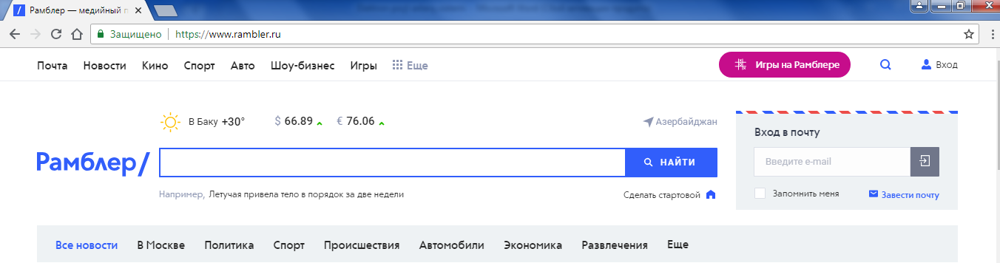 Рамблер — медийный п
Защищено https://www.rambler.ru
Почта Новости Кино Спорт Авто Шоу-бизнес Игры Еще Игры на Рамблере Вход
В Баку +30° $ 66.89 € 76.06 Азербайджан
Вход в почту
Рамблер/ НАЙТИ Введите e-mail
Например, Летучая привела тело в порядок за две недели Сделать стартовой Запомнить меня Завести почту
Все новости В Москве Политика Спорт Происшествия Автомобили Экономика Развлечения Еще